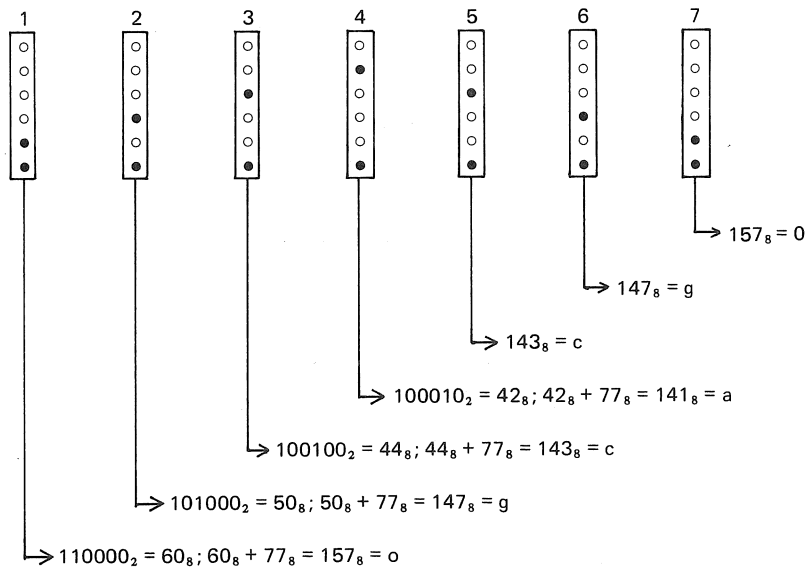 1 2 3 4 5 6 7
157₈ = 0
147₈ = g
143₈ = c
100010₂ = 42₈; 42₈ + 77₈ = 141₈ = a
100100₂ = 44₈; 44₈ + 77₈ = 143₈ = c
101000₂ = 50₈; 50₈ + 77₈ = 147₈ = g
110000₂ = 60₈; 60₈ + 77₈ = 157₈ = o